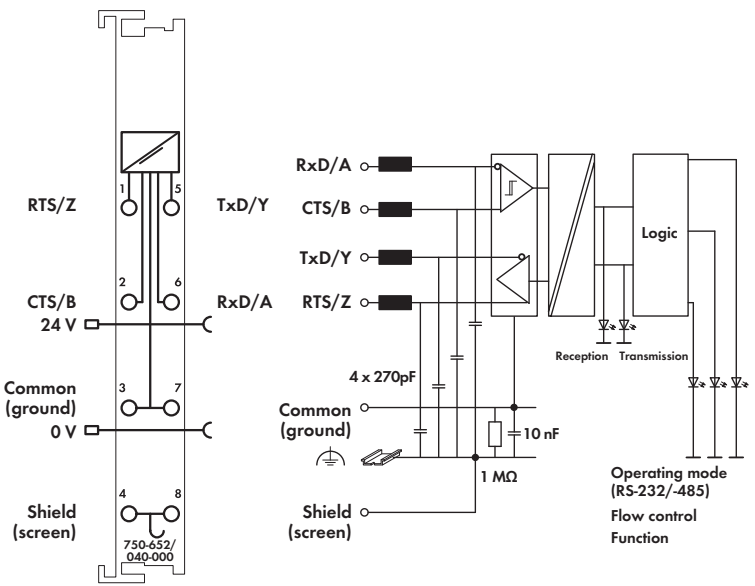 1
5
RTS/Z
TxD/Y
2
6
CTS/B
RxD/A
24 V
3
7
Common
(ground)
0 V
4
8
Shield
(screen)
750-652/
040-000
RxD/A
CTS/B
TxD/Y
RTS/Z
Logic
Reception
Transmission
4 x 270pF
Common
(ground)
10 nF
1 MΩ
Shield
(screen)
Operating mode
(RS-232/-485)
Flow control
Function